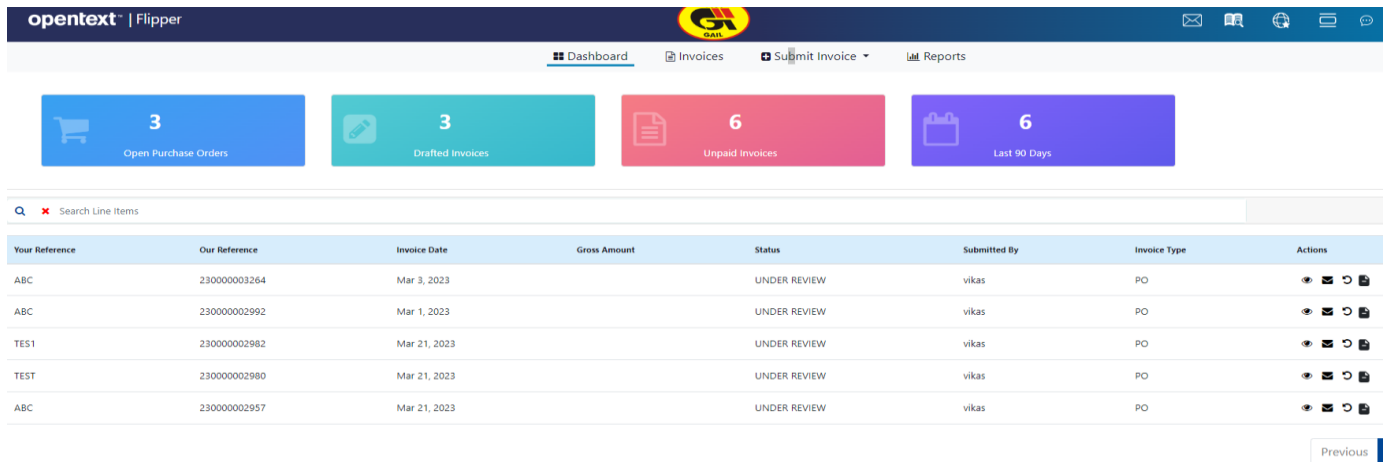 opentext™ | Flipper
GAIL
Dashboard Invoices Submit Invoice Reports
3 3 6 6
Open Purchase Orders Drafted Invoices Unpaid Invoices Last 90 Days
Search Line Items
Your Reference Our Reference Invoice Date Gross Amount Status Submitted By Invoice Type Actions
ABC 230000003264 Mar 3, 2023 UNDER REVIEW vikas PO
ABC 230000002992 Mar 1, 2023 UNDER REVIEW vikas PO
TES1 230000002982 Mar 21, 2023 UNDER REVIEW vikas PO
TEST 230000002980 Mar 21, 2023 UNDER REVIEW vikas PO
ABC 230000002957 Mar 21, 2023 UNDER REVIEW vikas PO
Previous